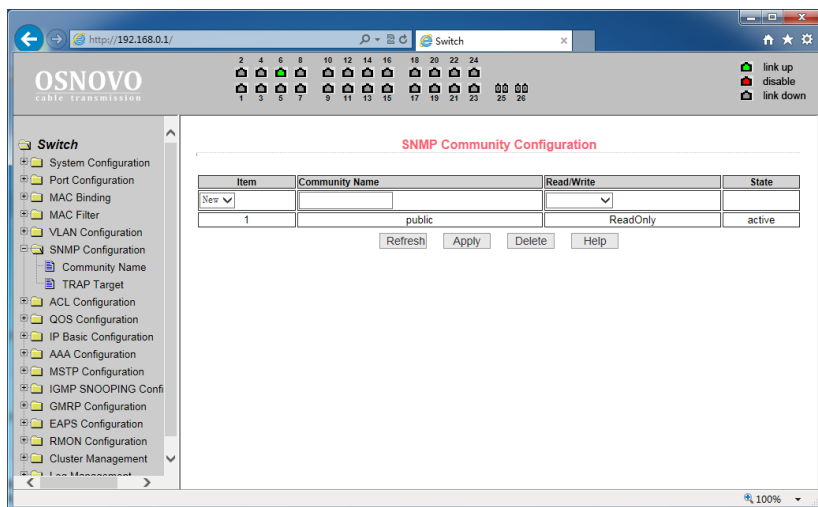 http://192.168.0.1/
Switch
OSNOVO
cable transmission
2 4 6 8 10 12 14 16 18 20 22 24
1 3 5 7 9 11 13 15 17 19 21 23 25 26
link up
disable
link down
Switch
System Configuration
Port Configuration
MAC Binding
MAC Filter
VLAN Configuration
SNMP Configuration
Community Name
TRAP Target
ACL Configuration
QOS Configuration
IP Basic Configuration
AAA Configuration
MSTP Configuration
IGMP SNOOPING Confi
GMRP Configuration
EAPS Configuration
RMON Configuration
Cluster Management
Log Management
SNMP Community Configuration
Item Community Name Read/Write State
New
1 public ReadOnly active
Refresh Apply Delete Help
100%